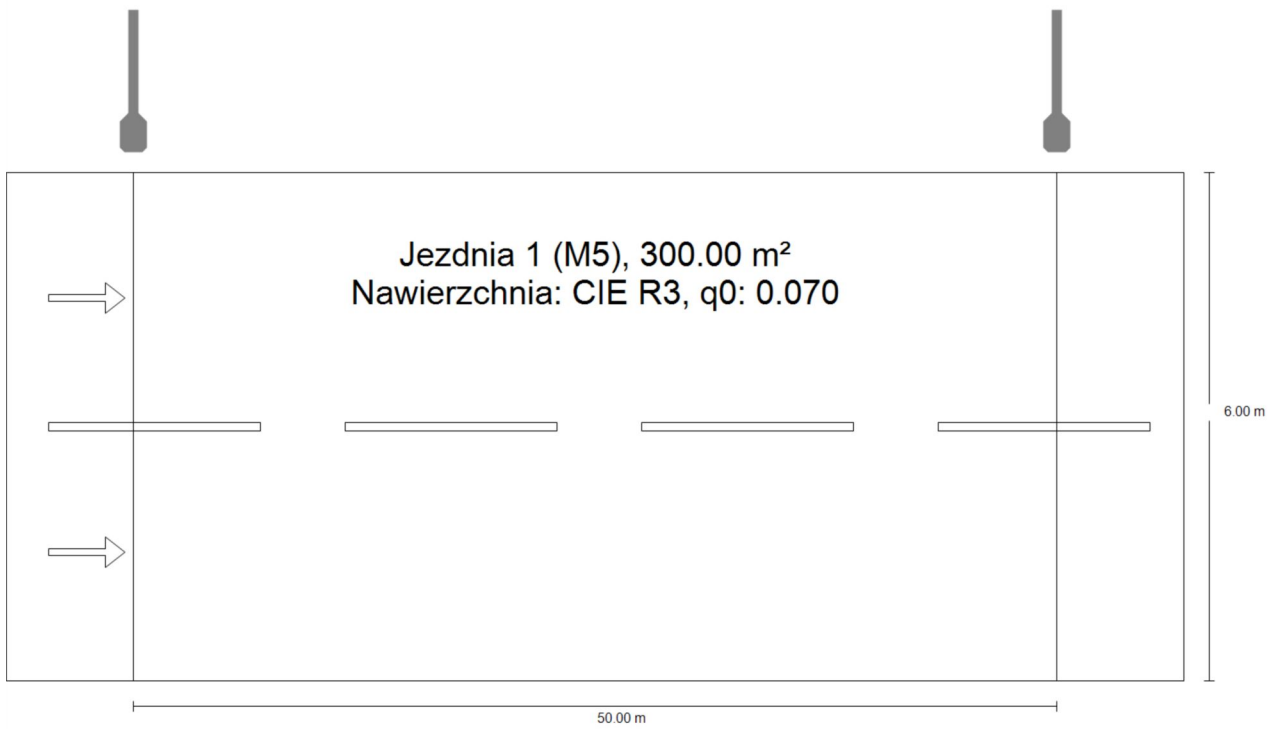 Jezdnia 1 (M5), 300.00 m²
Nawierzchnia: CIE R3, q0: 0.070
6.00 m
50.00 m